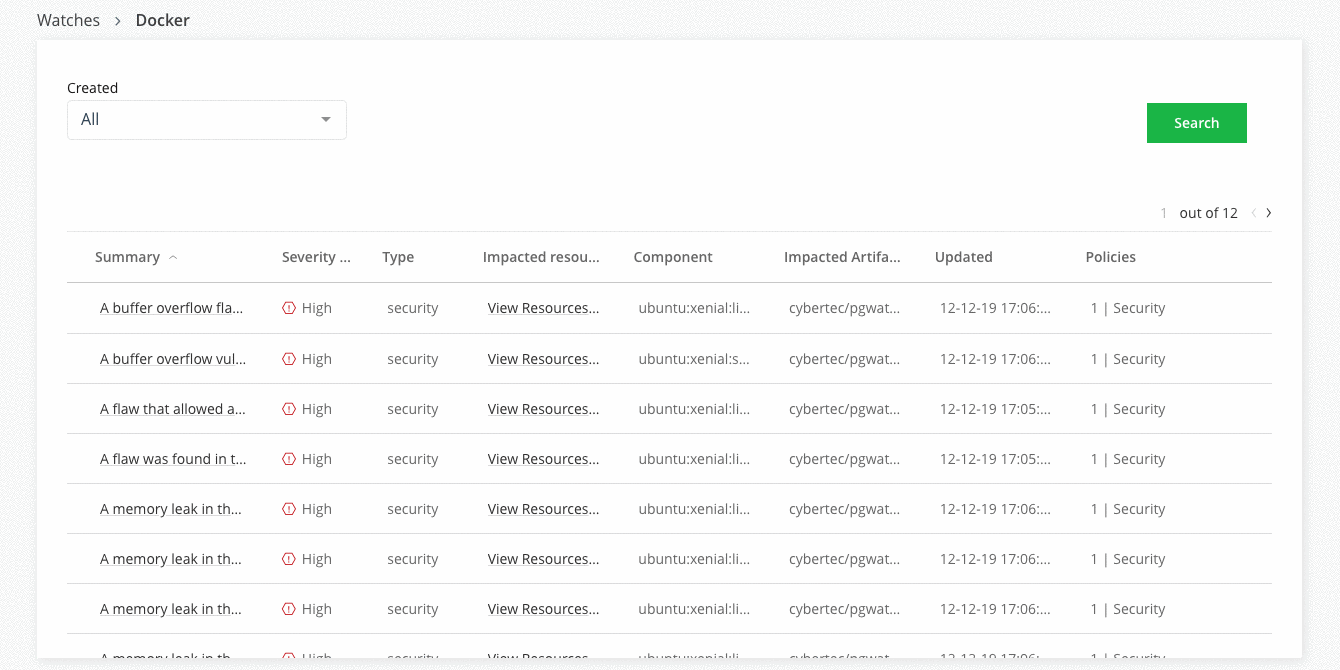 Watches > Docker
Created
All
Search
1 out of 12 < >
Summary Severity ... Type Impacted resou... Component Impacted Artifa... Updated Policies
A buffer overflow fla... High security View Resources... ubuntu:xenial:li... cybertec/pgwat... 12-12-19 17:06:... 1 | Security
A buffer overflow vul... High security View Resources... ubuntu:xenial:s... cybertec/pgwat... 12-12-19 17:06:... 1 | Security
A flaw that allowed a... High security View Resources... ubuntu:xenial:li... cybertec/pgwat... 12-12-19 17:05:... 1 | Security
A flaw was found in t... High security View Resources... ubuntu:xenial:li... cybertec/pgwat... 12-12-19 17:05:... 1 | Security
A memory leak in th... High security View Resources... ubuntu:xenial:li... cybertec/pgwat... 12-12-19 17:06:... 1 | Security
A memory leak in th... High security View Resources... ubuntu:xenial:li... cybertec/pgwat... 12-12-19 17:06:... 1 | Security
A memory leak in th... High security View Resources... ubuntu:xenial:li... cybertec/pgwat... 12-12-19 17:06:... 1 | Security